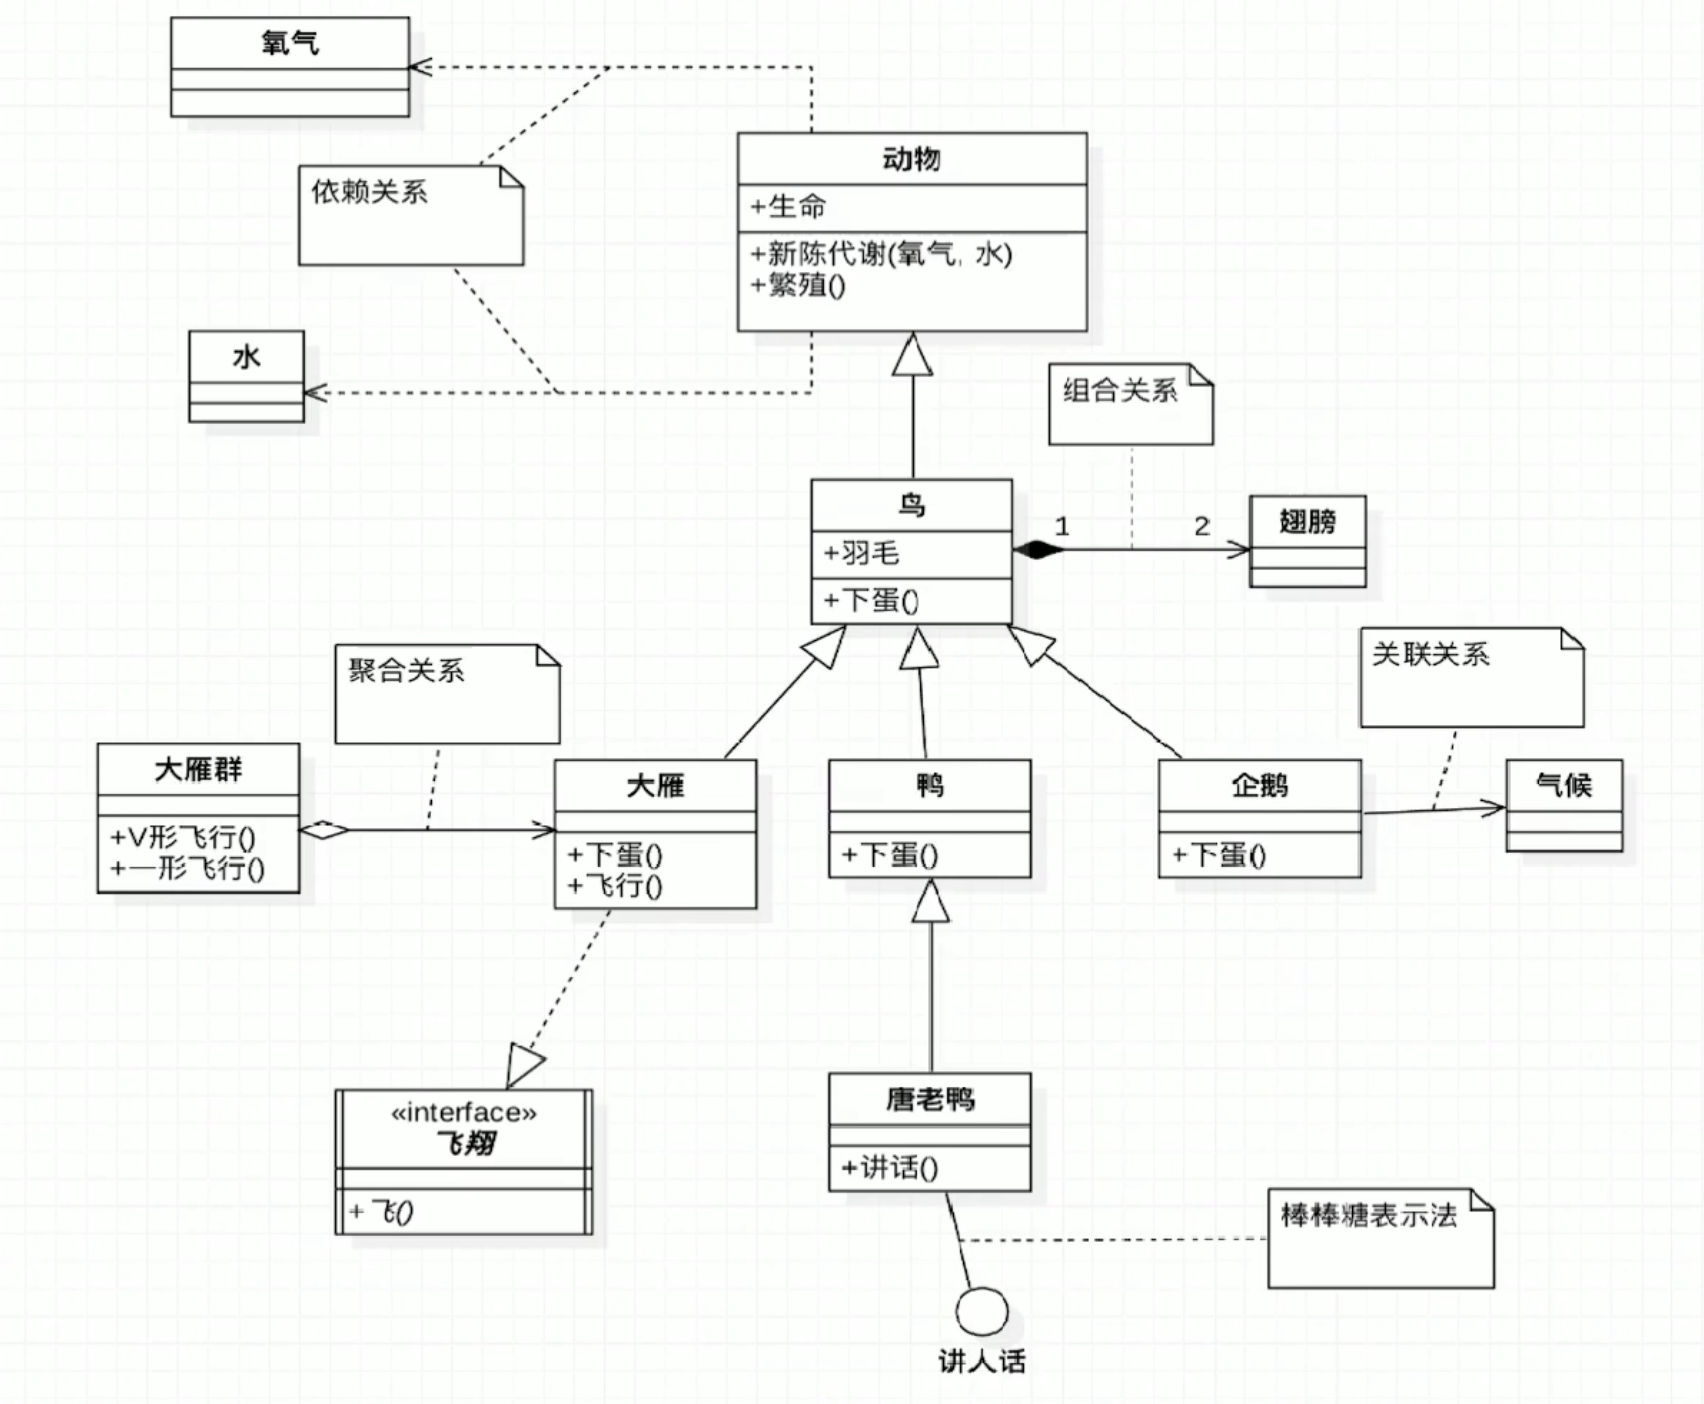 氧气
依赖关系
动物
+生命
+新陈代谢(氧气, 水)
+繁殖()
水
组合关系
鸟
+羽毛
+下蛋()
1
2
翅膀
聚合关系
关联关系
大雁群
+V形飞行()
+一形飞行()
大雁
+下蛋()
+飞行()
鸭
+下蛋()
企鹅
+下蛋()
气候
«interface»
飞翔
+飞()
唐老鸭
+讲话()
棒棒糖表示法
讲人话